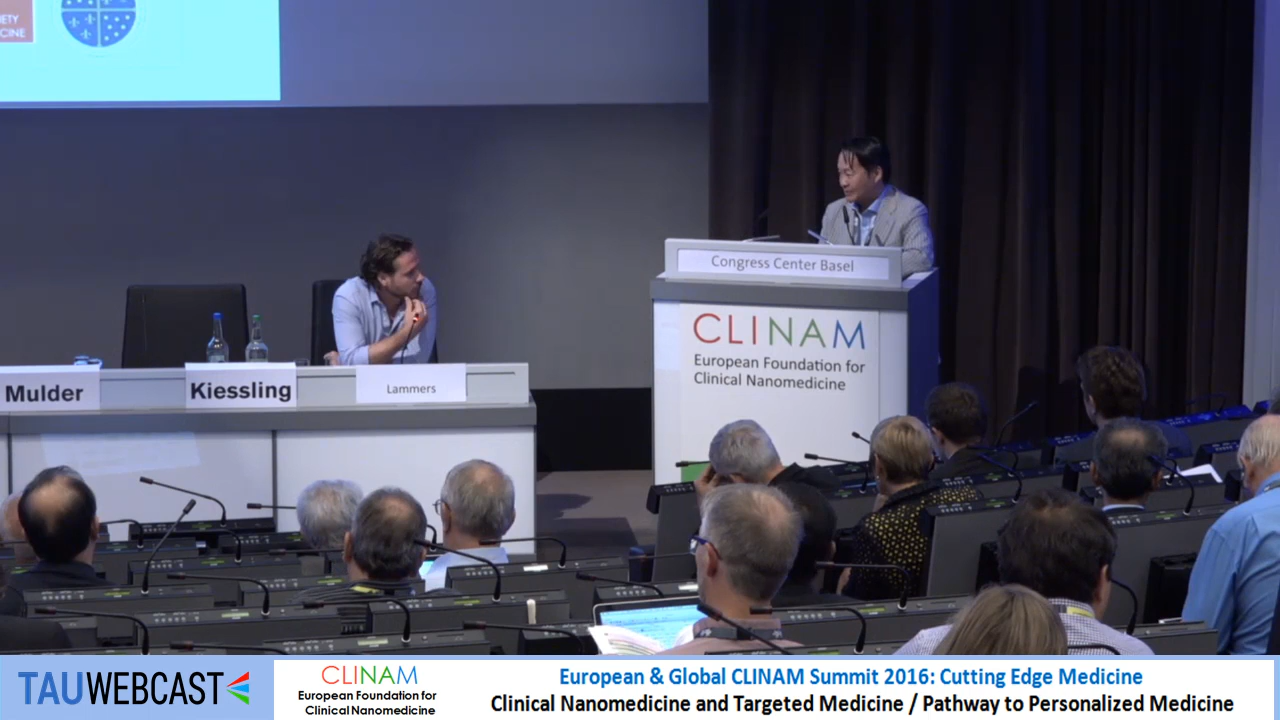 CINE
Congress Center Basel
CLINAM
European Foundation for
Clinical Nanomedicine
Mulder
Kiessling
Lammers
TAUWEBCAST
CLINAM
European Foundation for
Clinical Nanomedicine
European & Global CLINAM Summit 2016: Cutting Edge Medicine
Clinical Nanomedicine and Targeted Medicine / Pathway to Personalized Medicine